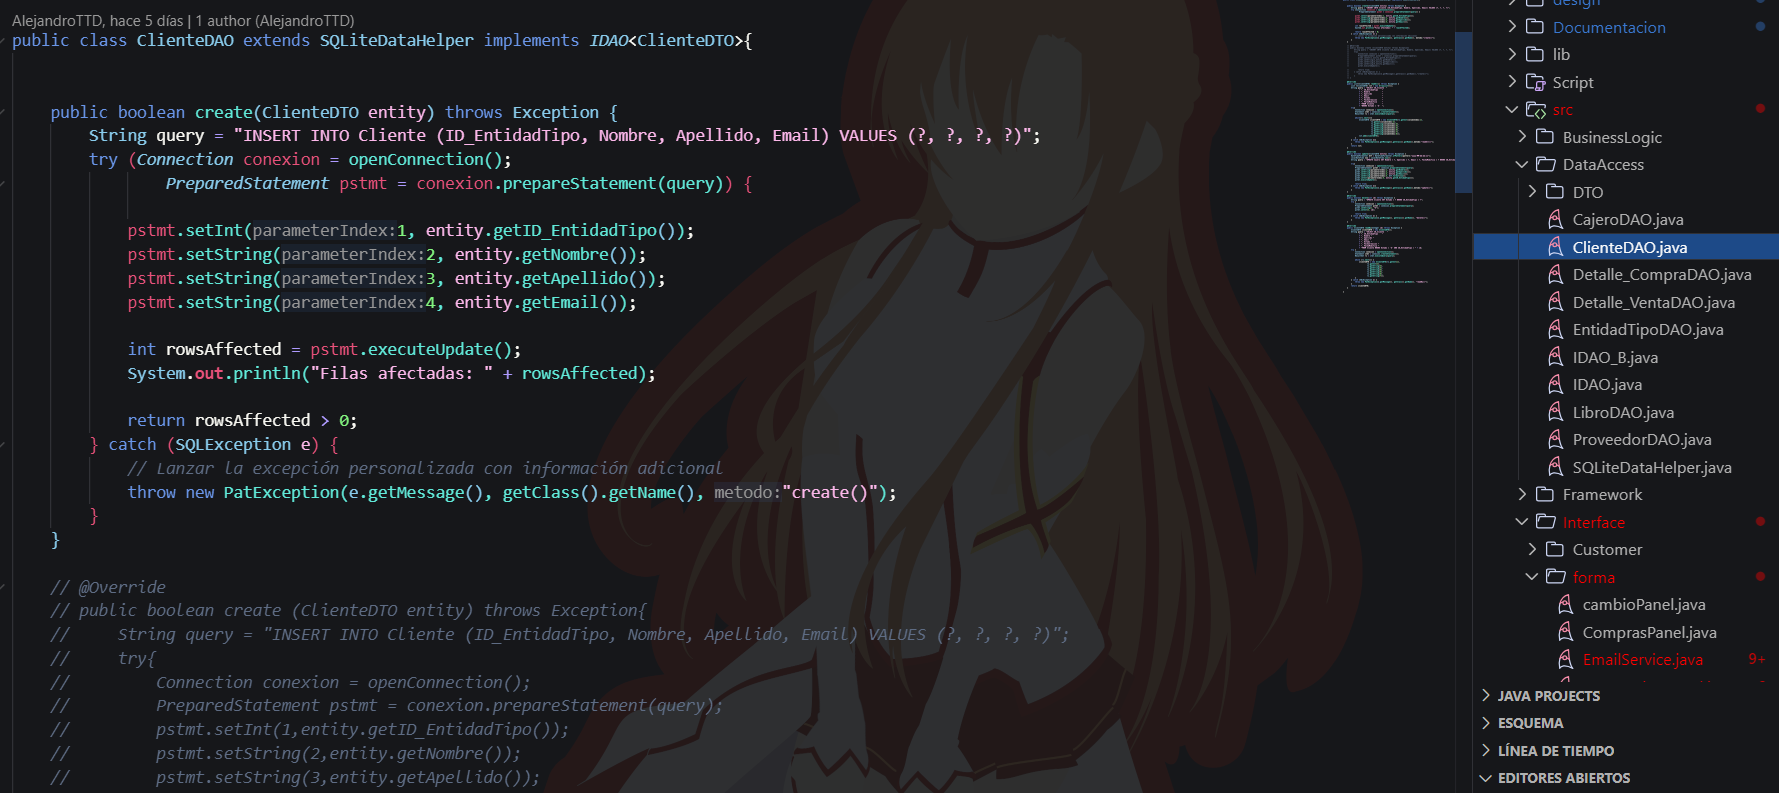 AlejandroTTD, hace 5 días | 1 author (AlejandroTTD)
public class ClienteDAO extends SQLiteDataHelper implements IDAO<ClienteDTO>{
public boolean create(ClienteDTO entity) throws Exception {
String query = "INSERT INTO Cliente (ID_EntidadTipo, Nombre, Apellido, Email) VALUES (?, ?, ?, ?)";
try (Connection conexion = openConnection();
PreparedStatement pstmt = conexion.prepareStatement(query)) {
pstmt.setInt(parameterIndex:1, entity.getID_EntidadTipo());
pstmt.setString(parameterIndex:2, entity.getNombre());
pstmt.setString(parameterIndex:3, entity.getApellido());
pstmt.setString(parameterIndex:4, entity.getEmail());
int rowsAffected = pstmt.executeUpdate();
System.out.println("Filas afectadas: " + rowsAffected);
return rowsAffected > 0;
} catch (SQLException e) {
// Lanzar la excepción personalizada con información adicional
throw new PatException(e.getMessage(), getClass().getName(), metodo:"create()");
}
}
// @Override
// public boolean create (ClienteDTO entity) throws Exception{
//     String query = "INSERT INTO Cliente (ID_EntidadTipo, Nombre, Apellido, Email) VALUES (?, ?, ?, ?)";
//     try{
//         Connection conexion = openConnection();
//         PreparedStatement pstmt = conexion.prepareStatement(query);
//         pstmt.setInt(1,entity.getID_EntidadTipo());
//         pstmt.setString(2,entity.getNombre());
//         pstmt.setString(3,entity.getApellido());
design
Documentacion
lib
Script
src
BusinessLogic
DataAccess
DTO
CajeroDAO.java
ClienteDAO.java
Detalle_CompraDAO.java
Detalle_VentaDAO.java
EntidadTipoDAO.java
IDAO_B.java
IDAO.java
LibroDAO.java
ProveedorDAO.java
SQLiteDataHelper.java
Framework
Interface
Customer
forma
cambioPanel.java
ComprasPanel.java
EmailService.java 9+
JAVA PROJECTS
ESQUEMA
LÍNEA DE TIEMPO
EDITORES ABIERTOS